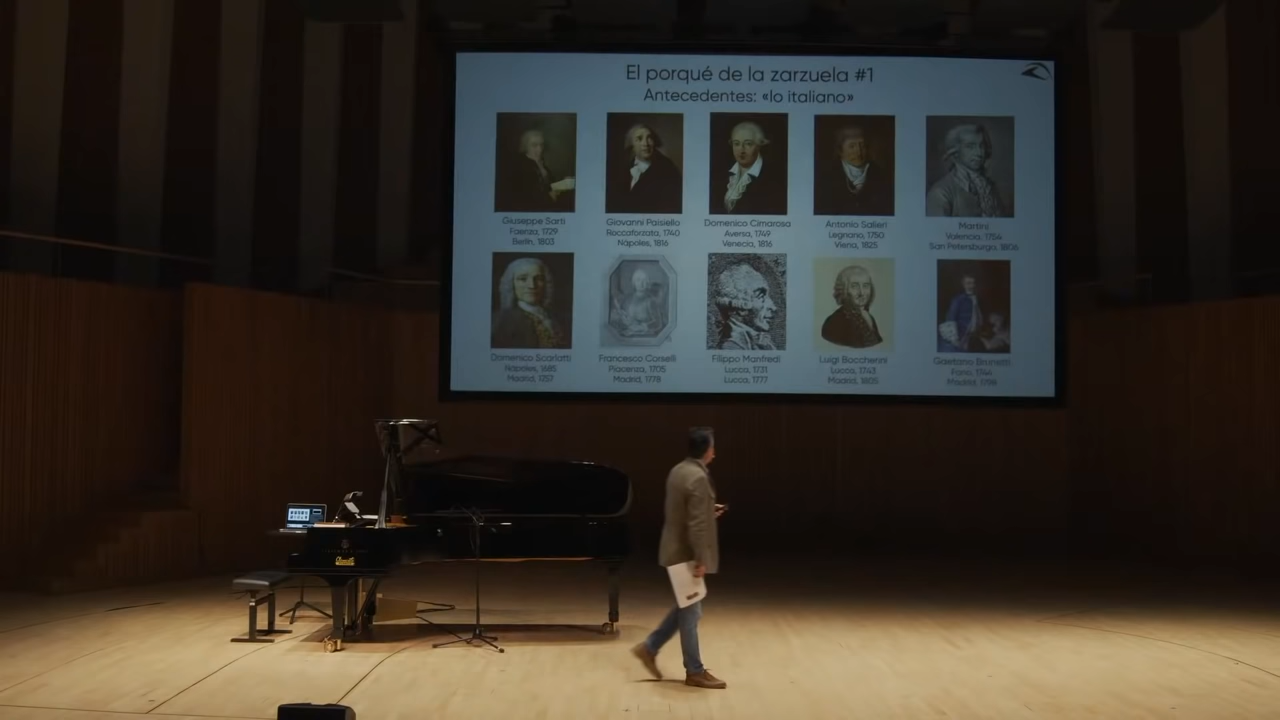 El porqué de la zarzuela #1
Antecedentes: «lo italiano»
Giuseppe Sarti
Faenza, 1729
Berlín, 1803
Giovanni Paisiello
Roccaforzata, 1740
Nápoles, 1816
Domenico Cimarosa
Aversa, 1749
Venecia, 1816
Antonio Salieri
Legnano, 1750
Viena, 1825
Martini
Valencia, 1754
San Petersburgo, 1806
Domenico Scarlatti
Nápoles, 1685
Madrid, 1757
Francesco Corselli
Piacenza, 1705
Madrid, 1778
Filippo Manfredi
Lucca, 1731
Lucca, 1777
Luigi Boccherini
Lucca, 1743
Madrid, 1805
Gaetano Brunetti
Fano, 1744
Madrid, 1798